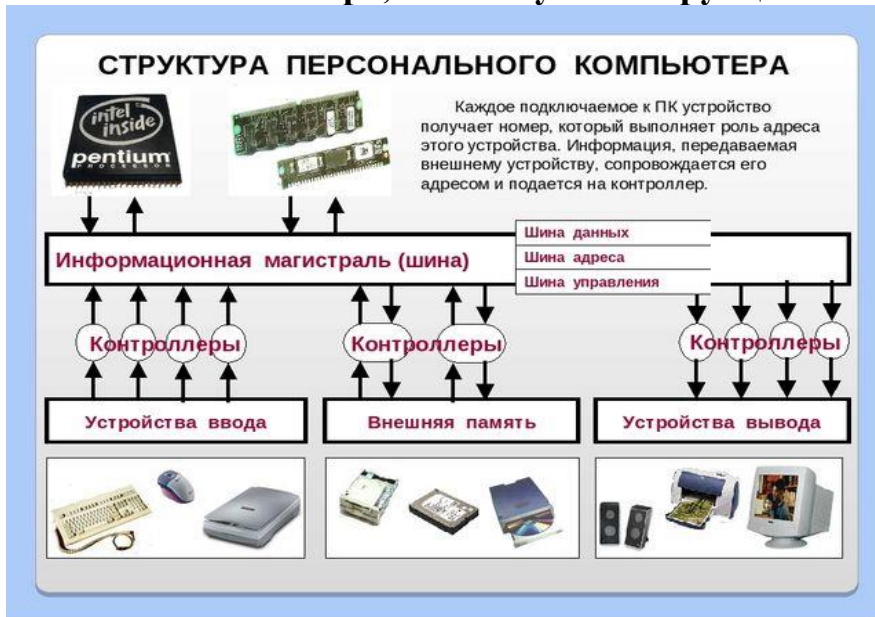 СТРУКТУРА ПЕРСОНАЛЬНОГО КОМПЬЮТЕРА
intel
inside
pentium
PROCESSOR
Каждое подключаемое к ПК устройство
получает номер, который выполняет роль адреса
этого устройства. Информация, передаваемая
внешнему устройству, сопровождается его
адресом и подается на контроллер.
Информационная магистраль (шина)
Шина данных
Шина адреса
Шина управления
Контроллеры
Контроллеры
Контроллеры
Устройства ввода
Внешняя память
Устройства вывода